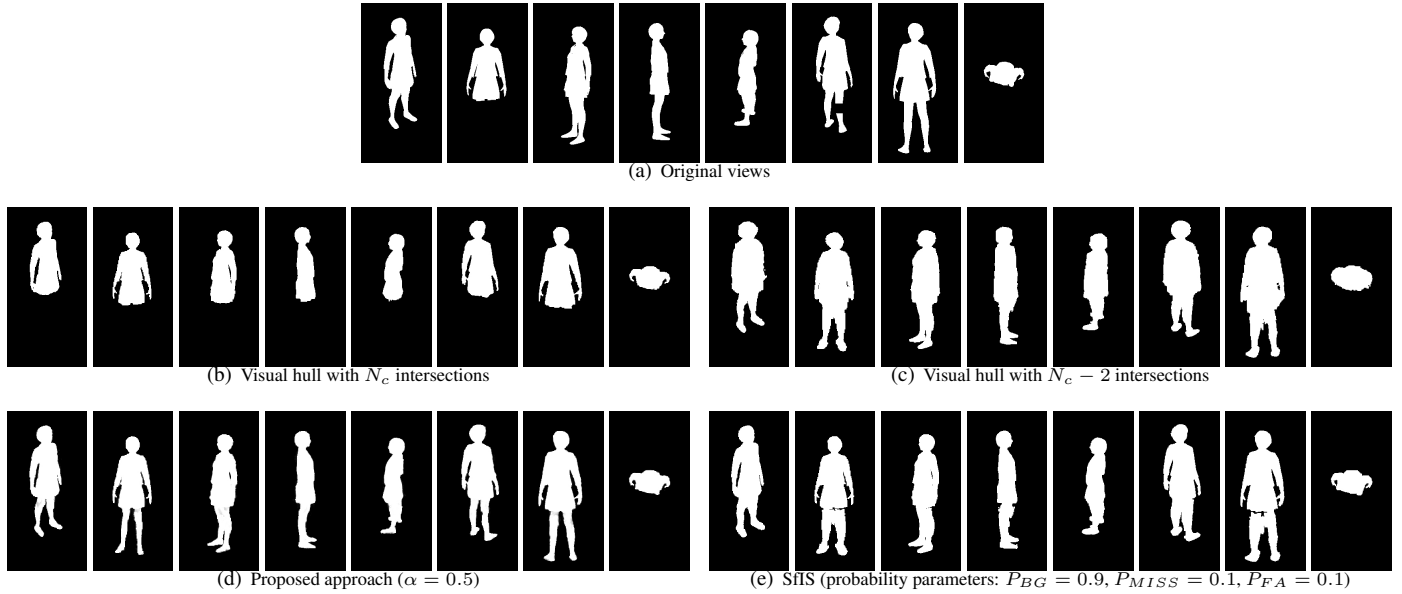 (a) Original views
(b) Visual hull with N_c intersections
(c) Visual hull with N_c − 2 intersections
(d) Proposed approach (α = 0.5)
(e) SfIS (probability parameters: P_BG = 0.9, P_MISS = 0.1, P_FA = 0.1)